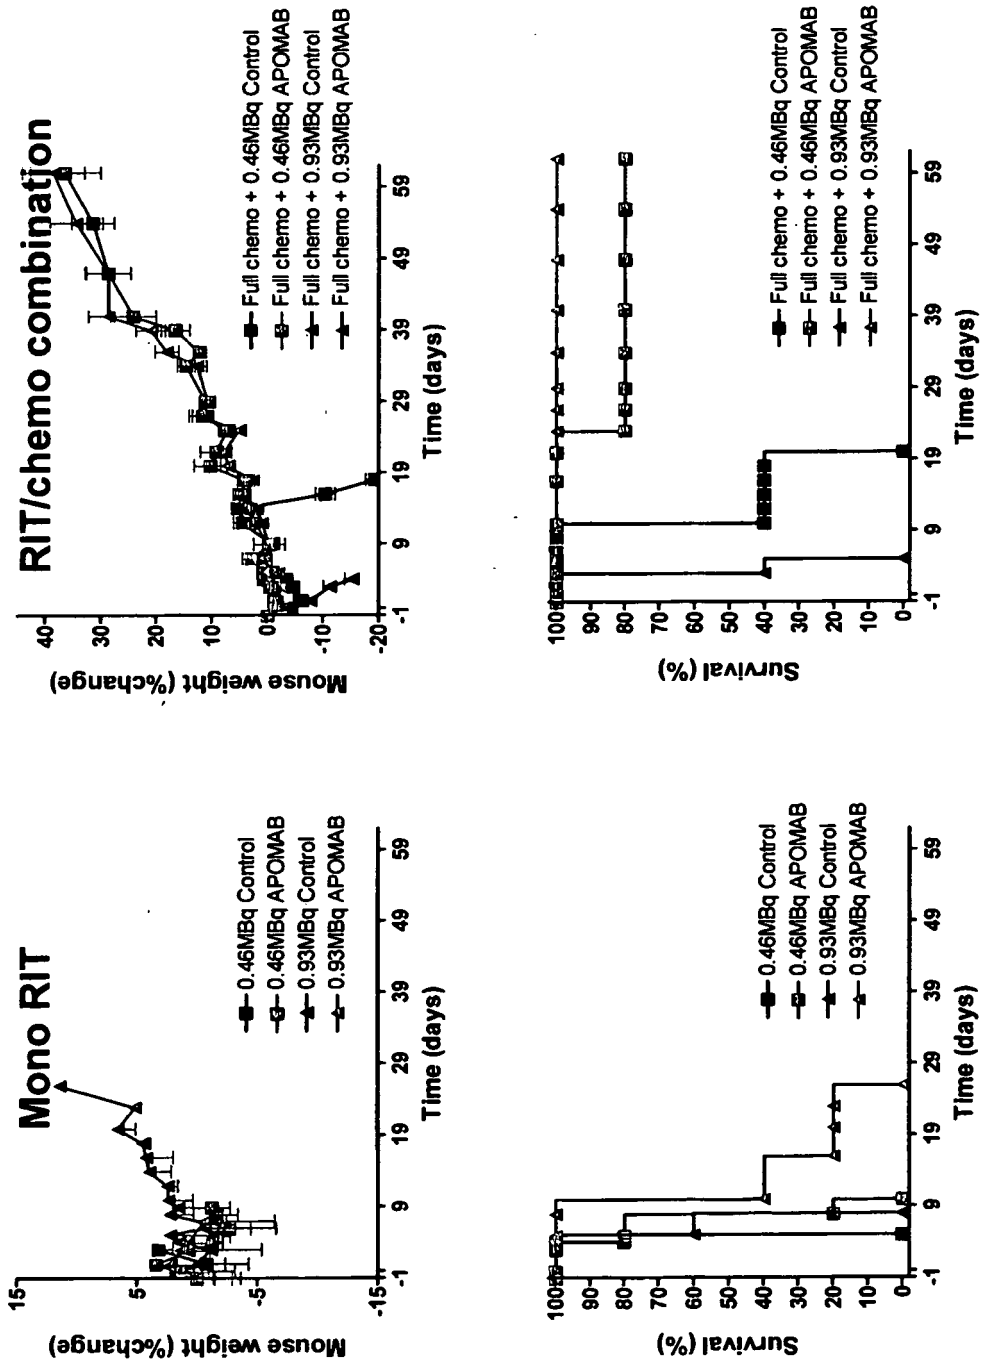 Mono RIT
15
5
-5
-15
Mouse weight (%change)
-1
9
19
29
39
49
59
Time (days)
0.46MBq Control
0.46MBq APOMAB
0.93MBq Control
0.93MBq APOMAB
100
90
80
70
60
50
40
30
20
10
0
Survival (%)
-1
9
19
29
39
49
59
Time (days)
0.46MBq Control
0.46MBq APOMAB
0.93MBq Control
0.93MBq APOMAB
RIT/chemo combination
40
30
20
10
0
-10
-20
Mouse weight (%change)
-1
9
19
29
39
49
59
Time (days)
Full chemo + 0.46MBq Control
Full chemo + 0.46MBq APOMAB
Full chemo + 0.93MBq Control
Full chemo + 0.93MBq APOMAB
100
90
80
70
60
50
40
30
20
10
0
Survival (%)
-1
9
19
29
39
49
59
Time (days)
Full chemo + 0.46MBq Control
Full chemo + 0.46MBq APOMAB
Full chemo + 0.93MBq Control
Full chemo + 0.93MBq APOMAB